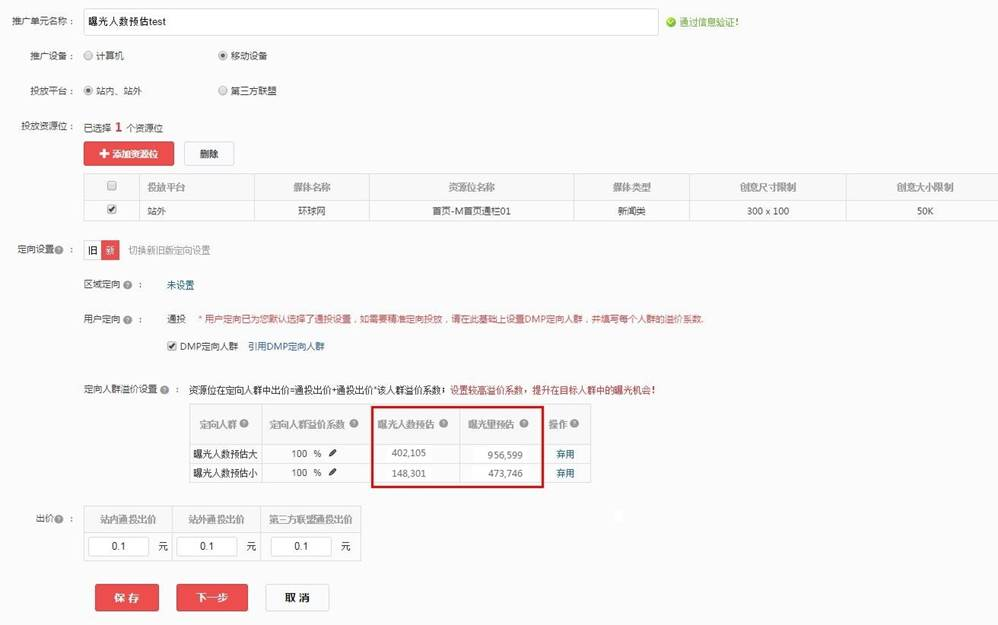 推广单元名称： 曝光人数预估test 通过信息验证!
推广设备： 计算机 移动设备
投放平台： 站内、站外 第三方联盟
投放资源位： 已选择 1 个资源位
添加资源位 删除
投放平台 媒体名称 资源位名称 媒体类型 创意尺寸限制 创意大小限制
站外 环球网 首页-M首页通栏01 新闻类 300 x 100 50K
定向设置 ： 旧 新 切换新旧版定向设置
区域定向 ： 未设置
用户定向 ： 通投 * 用户定向已为您默认选择了通投设置，如需要精准定向投放，请在此基础上设置DMP定向人群，并填写每个人群的溢价系数.
DMP定向人群 引用DMP定向人群
定向人群溢价设置 ： 资源位在定向人群中出价=通投出价+通投出价*该人群溢价系数；设置较高溢价系数，提升在目标人群中的曝光机会！
定向人群 定向人群溢价系数 曝光人数预估 曝光量预估 操作
曝光人数预估大 100 % 402,105 956,599 弃用
曝光人数预估小 100 % 148,301 473,746 弃用
出价 ： 站内通投出价 站外通投出价 第三方联盟通投出价
0.1 元 0.1 元 0.1 元
保 存 下一步 取 消